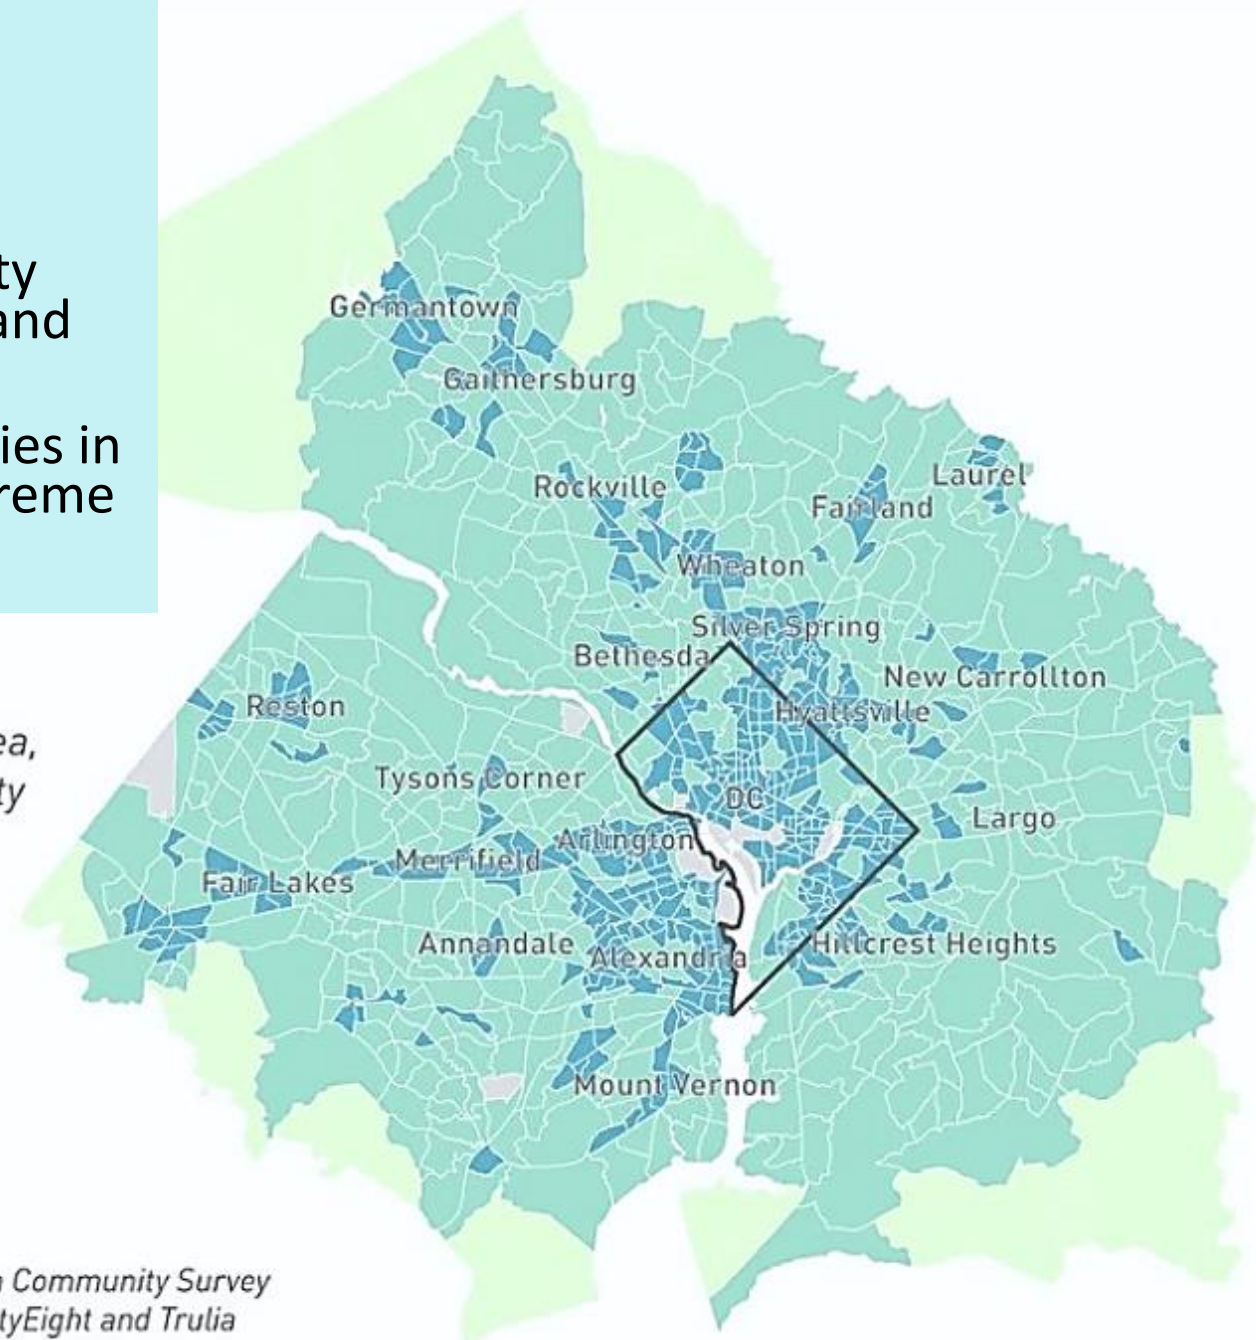 ty
and
ies in
reme
Germantown
Gaithersburg
Rockville
Laurel
Fairland
Wheaton
Silver Spring
Bethesda
New Carrollton
Reston
Hyattsville
ea,
ty
Tysons Corner
DC
Largo
Arlington
Merrifield
Fair Lakes
Annandale
Alexandria
Hillcrest Heights
Mount Vernon
n Community Survey
tyEight and Trulia